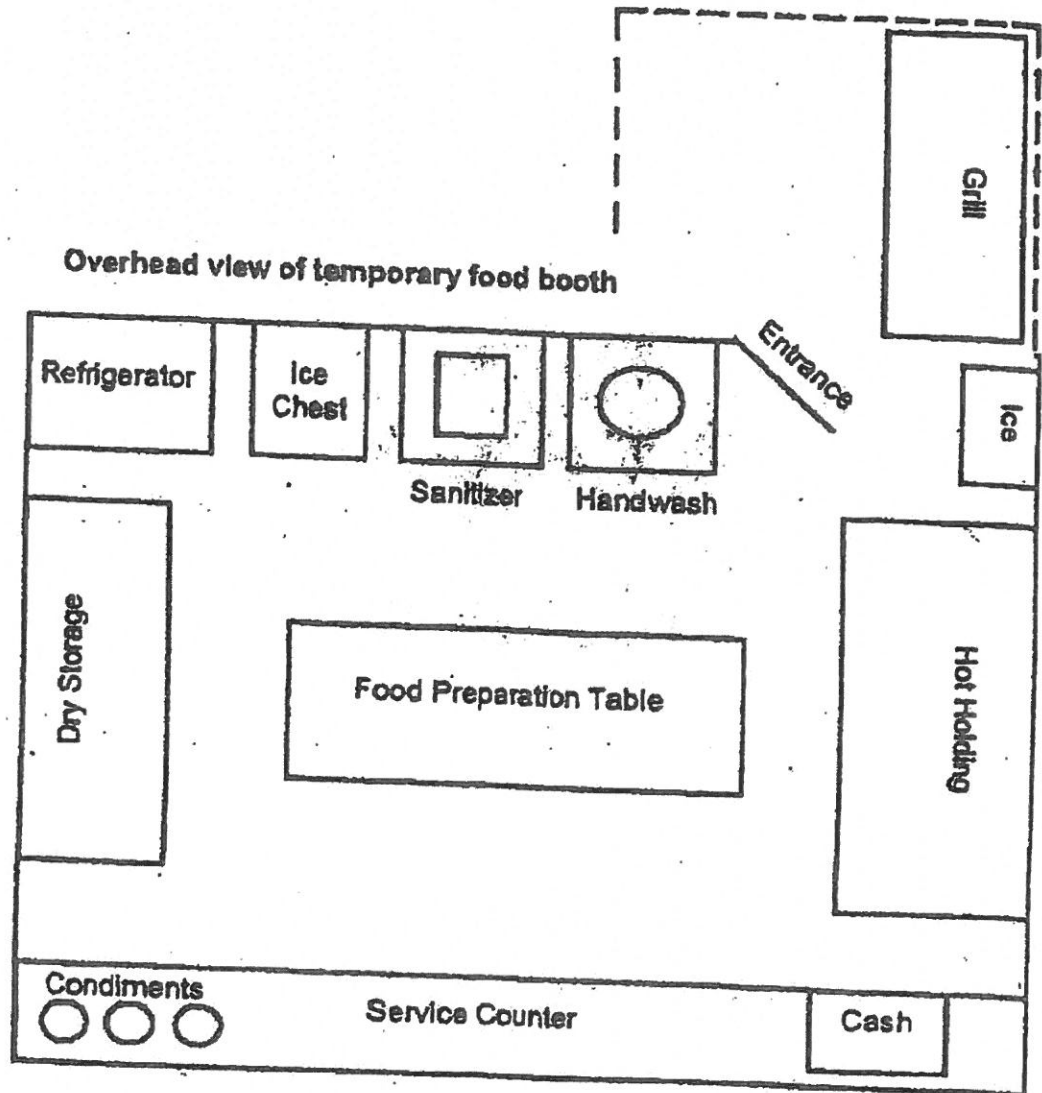 Grill
Overhead view of temporary food booth
Entrance
Refrigerator
Ice
Chest
Ice
Sanitizer
Handwash
Dry Storage
Food Preparation Table
Hot Holding
Condiments
Service Counter
Cash